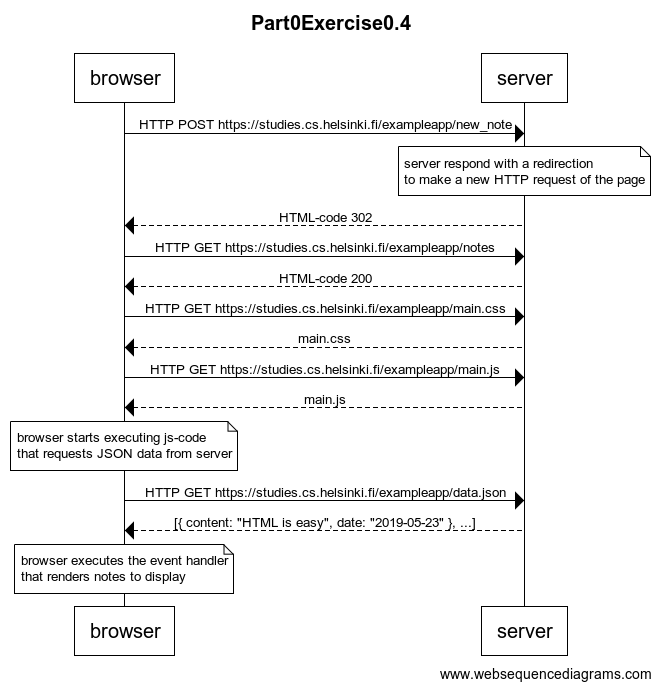 Part0Exercise0.4
browser
server
HTTP POST https://studies.cs.helsinki.fi/exampleapp/new_note
server respond with a redirection
to make a new HTTP request of the page
HTML-code 302
HTTP GET https://studies.cs.helsinki.fi/exampleapp/notes
HTML-code 200
HTTP GET https://studies.cs.helsinki.fi/exampleapp/main.css
main.css
HTTP GET https://studies.cs.helsinki.fi/exampleapp/main.js
main.js
browser starts executing js-code
that requests JSON data from server
HTTP GET https://studies.cs.helsinki.fi/exampleapp/data.json
[{ content: "HTML is easy", date: "2019-05-23" }, ...]
browser executes the event handler
that renders notes to display
browser
server
www.websequencediagrams.com